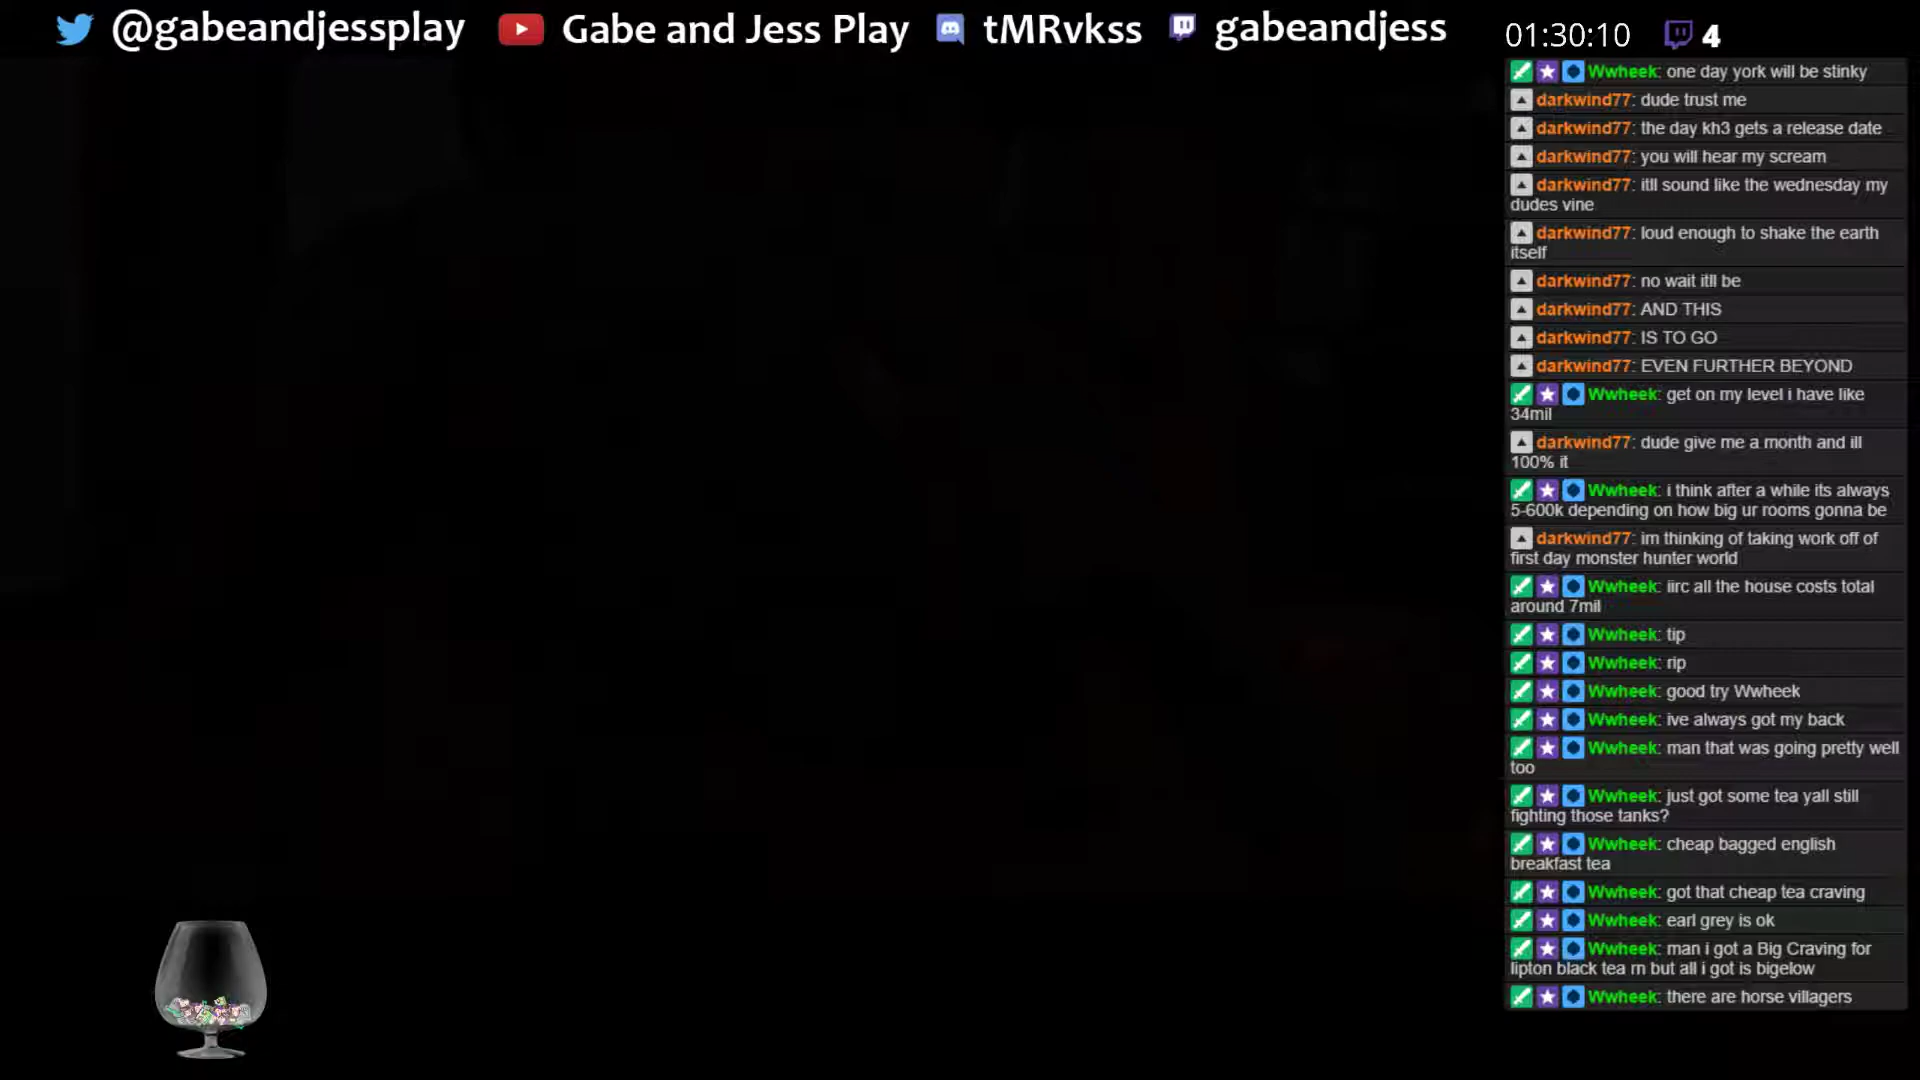 @gabeandjessplay Gabe and Jess Play tMRvkss gabeandjess 01:30:10 4
Wwheek: one day york will be stinky
darkwind77: dude trust me
darkwind77: the day kh3 gets a release date
darkwind77: you will hear my scream
darkwind77: itll sound like the wednesday my
dudes vine
darkwind77: loud enough to shake the earth
itself
darkwind77: no wait itll be
darkwind77: AND THIS
darkwind77: IS TO GO
darkwind77: EVEN FURTHER BEYOND
Wwheek: get on my level i have like
34mil
darkwind77: dude give me a month and ill
100% it
Wwheek: i think after a while its always
5-600k depending on how big ur rooms gonna be
darkwind77: im thinking of taking work off of
first day monster hunter world
Wwheek: iirc all the house costs total
around 7mil
Wwheek: tip
Wwheek: rip
Wwheek: good try Wwheek
Wwheek: ive always got my back
Wwheek: man that was going pretty well
too
Wwheek: just got some tea yall still
fighting those tanks?
Wwheek: cheap bagged english
breakfast tea
Wwheek: got that cheap tea craving
Wwheek: earl grey is ok
Wwheek: man i got a Big Craving for
lipton black tea rn but all i got is bigelow
Wwheek: there are horse villagers